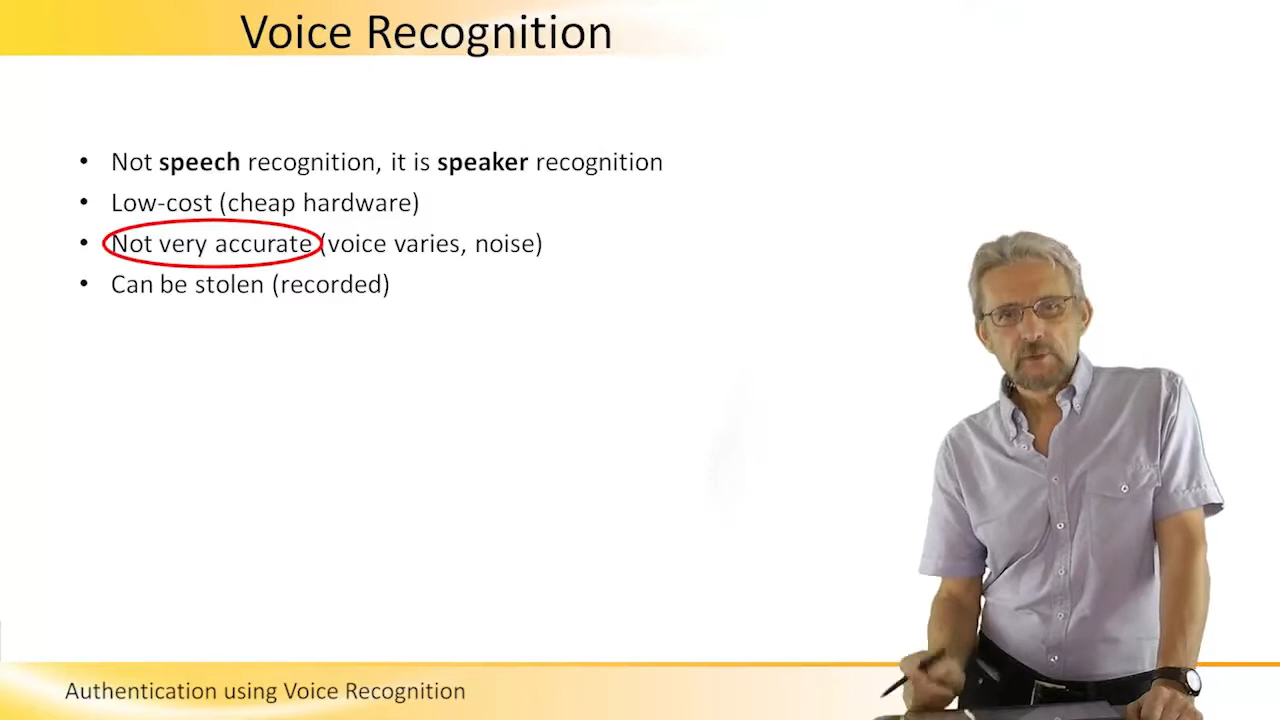 Voice Recognition
• Not speech recognition, it is speaker recognition
• Low-cost (cheap hardware)
• Not very accurate (voice varies, noise)
• Can be stolen (recorded)
Authentication using Voice Recognition